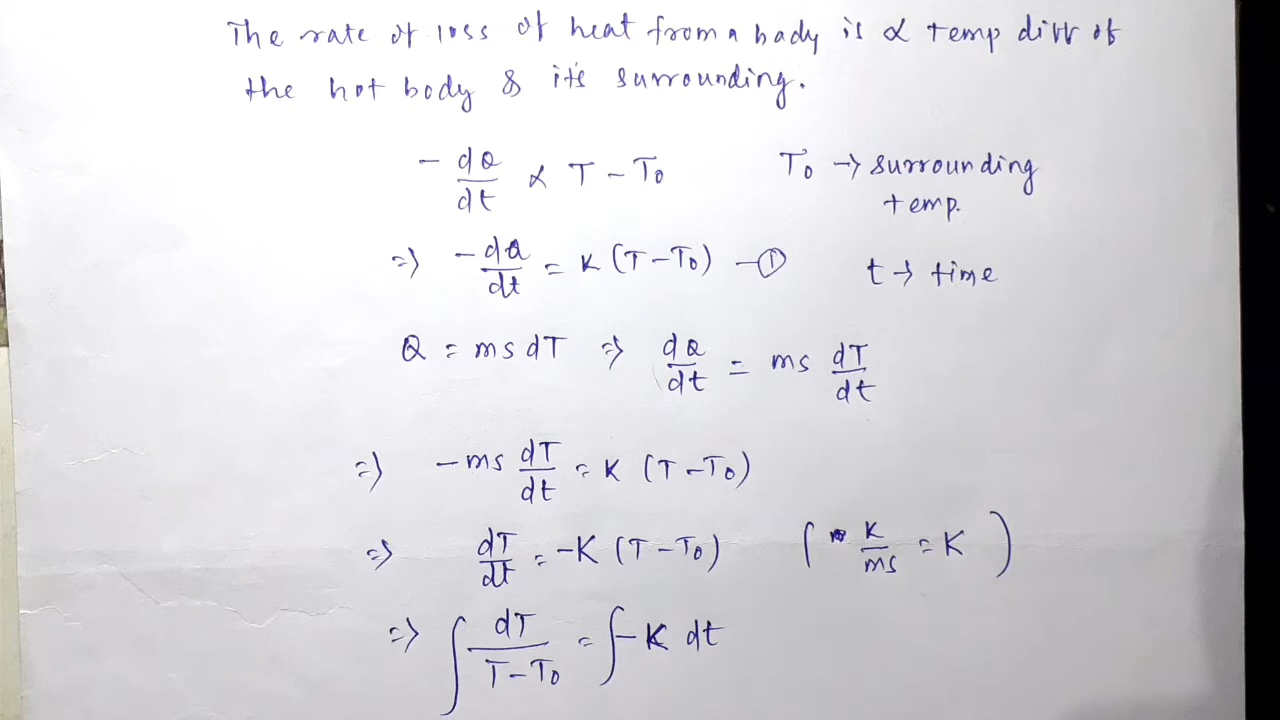 The rate of loss of heat from a body is ∝ temp diff of
the hot body & it's surrounding.
- dQ/dt ∝ T - T₀ T₀ → surrounding
temp.
=> - dQ/dt = K (T - T₀) - ① t → time
Q = ms dT => dQ/dt = ms dT/dt
=> - ms dT/dt = K (T - T₀)
=> dT/dt = -K (T - T₀) ( K/ms = K )
=> ∫ dT/(T - T₀) = ∫ -K dt